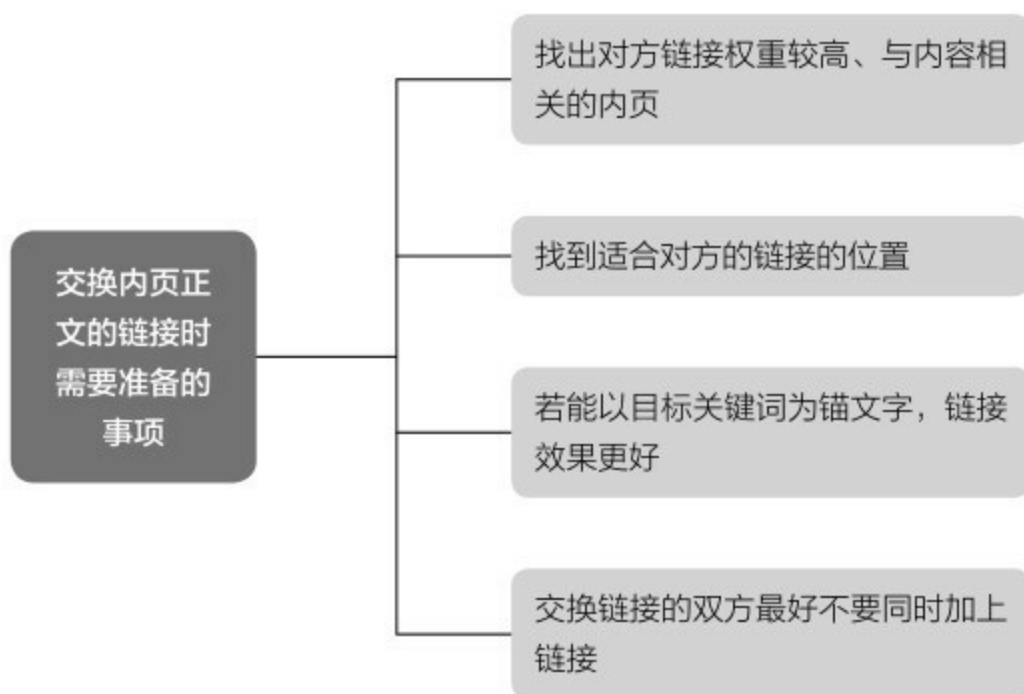 交换内页正
文的链接时
需要准备的
事项
找出对方链接权重较高、与内容相
关的内页
找到适合对方的链接的位置
若能以目标关键词为锚文字，链接
效果更好
交换链接的双方最好不要同时加上
链接